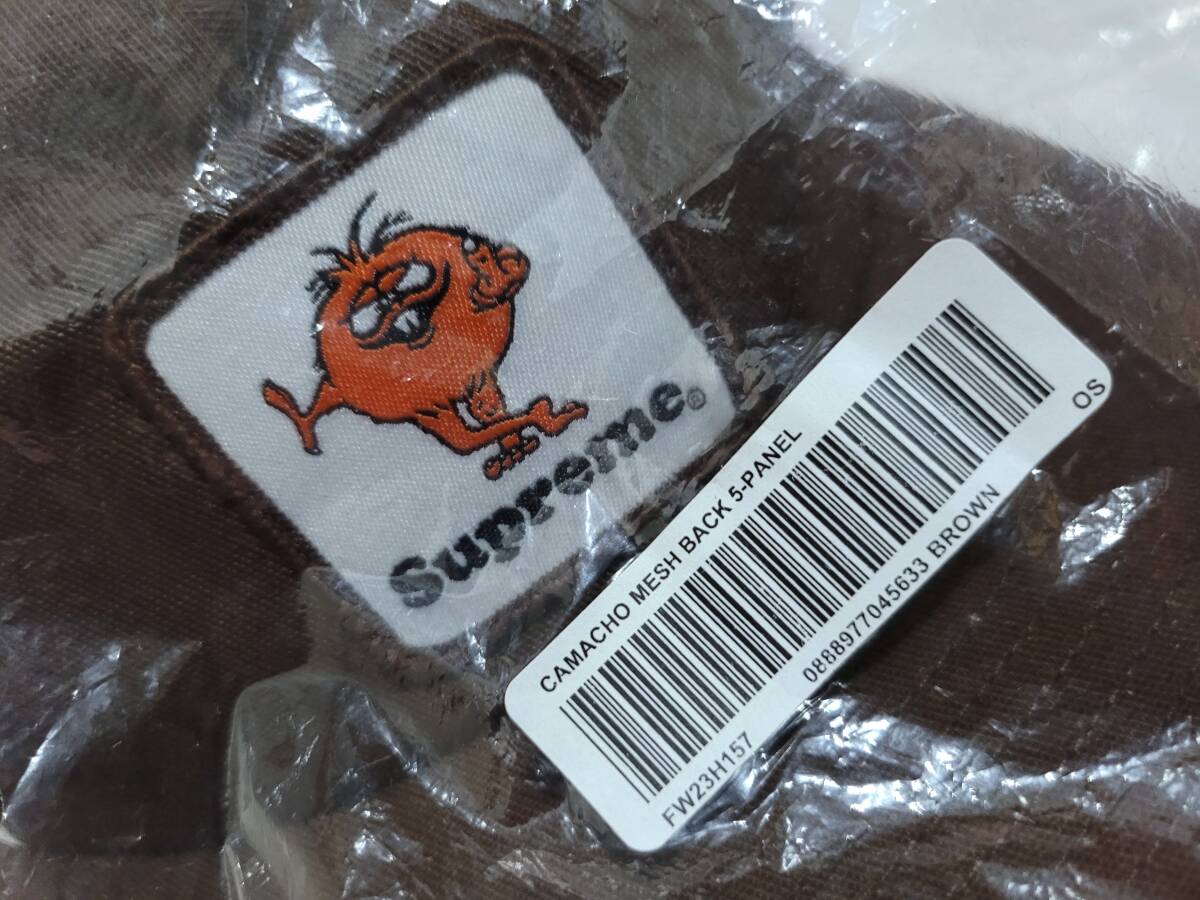 Supreme®
CAMACHO MESH BACK 5-PANEL
OS
FW23H157
0888977045633 BROWN